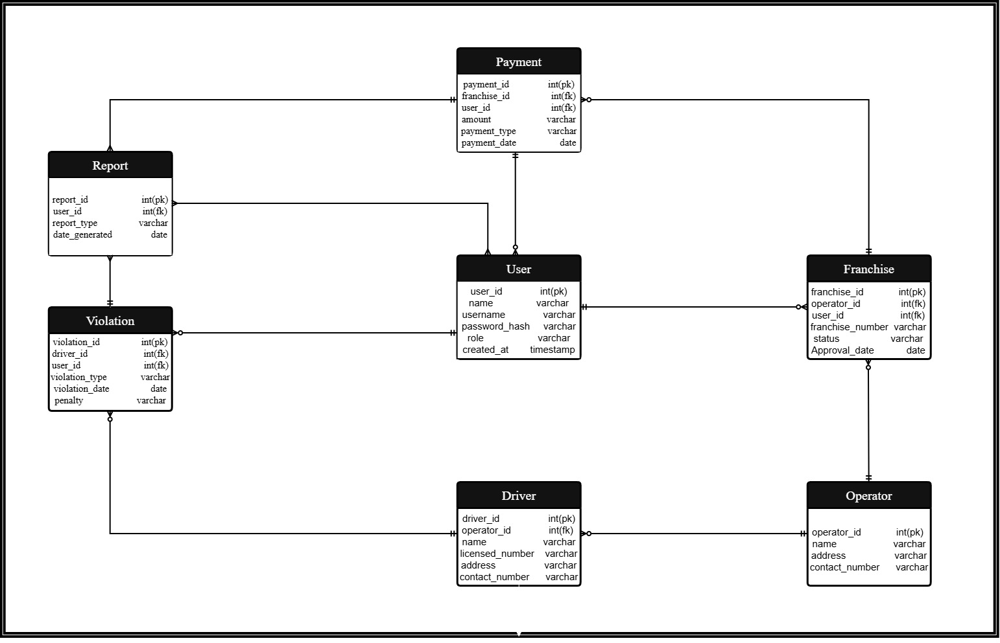 Payment
payment_id int(pk)
franchise_id int(fk)
user_id int(fk)
amount varchar
payment_type varchar
payment_date date
Report
report_id int(pk)
user_id int(fk)
report_type varchar
date_generated date
User
user_id int(pk)
name varchar
username varchar
password_hash varchar
role varchar
created_at timestamp
Franchise
franchise_id int(pk)
operator_id int(fk)
user_id int(fk)
franchise_number varchar
status varchar
Approval_date date
Violation
violation_id int(pk)
driver_id int(fk)
user_id int(fk)
violation_type varchar
violation_date date
penalty varchar
Driver
driver_id int(pk)
operator_id int(fk)
name varchar
licensed_number varchar
address varchar
contact_number varchar
Operator
operator_id int(pk)
name varchar
address varchar
contact_number varchar